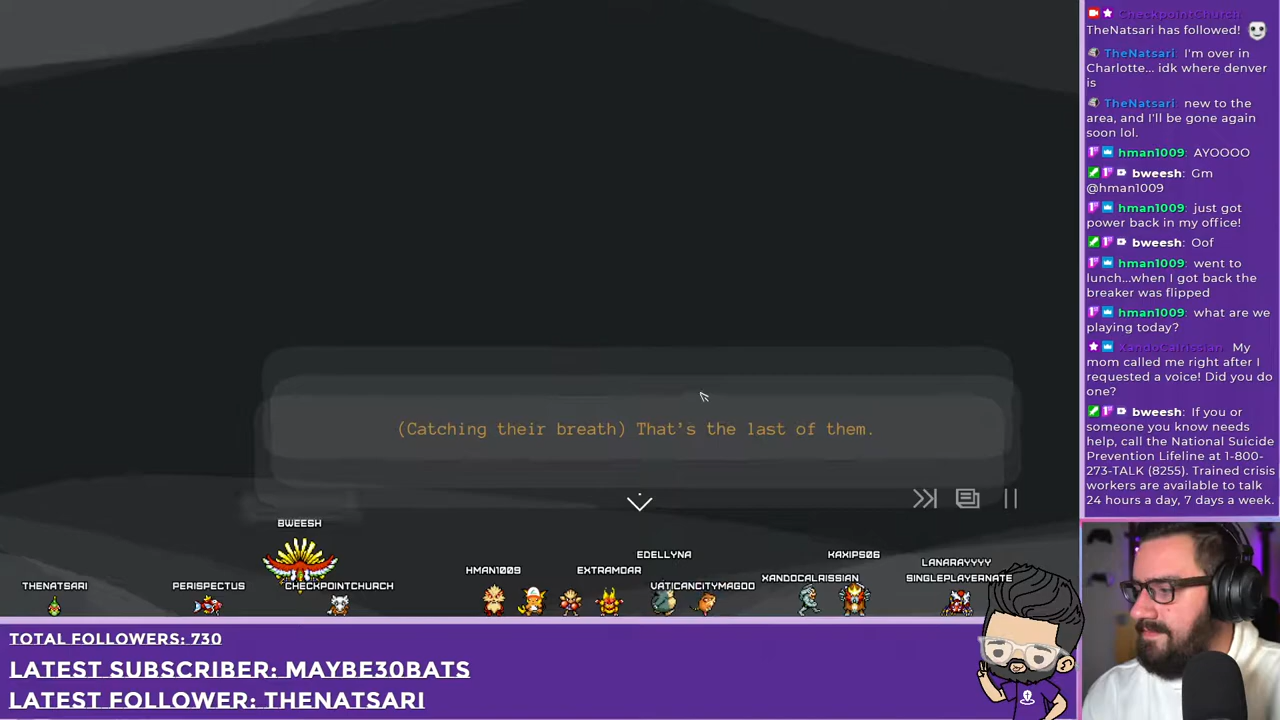 (Catching their breath) That's the last of them.
BWEESH
THENATSARI
PERISPECTUS
CHECKPOINTCHURCH
HMAN1009
EXTRAMOAR
EDELLYNA
VATICANCITYMAGOO
XANDOCALRISSIAN
KAXIPS06
LANARAYYYY
SINGLEPLAYERNATE
TOTAL FOLLOWERS: 730
LATEST SUBSCRIBER: MAYBE30BATS
LATEST FOLLOWER: THENATSARI
CheckpointChurch
TheNatsari has followed!
TheNatsari: I'm over in
Charlotte... idk where denver
is
TheNatsari: new to the
area, and I'll be gone again
soon lol.
hman1009: AYOOOO
bweesh: Gm
@hman1009
hman1009: just got
power back in my office!
bweesh: Oof
hman1009: went to
lunch...when I got back the
breaker was flipped
hman1009: what are we
playing today?
XandoCalrissian: My
mom called me right after I
requested a voice! Did you do
one?
bweesh: If you or
someone you know needs
help, call the National Suicide
Prevention Lifeline at 1-800-
273-TALK (8255). Trained crisis
workers are available to talk
24 hours a day, 7 days a week.